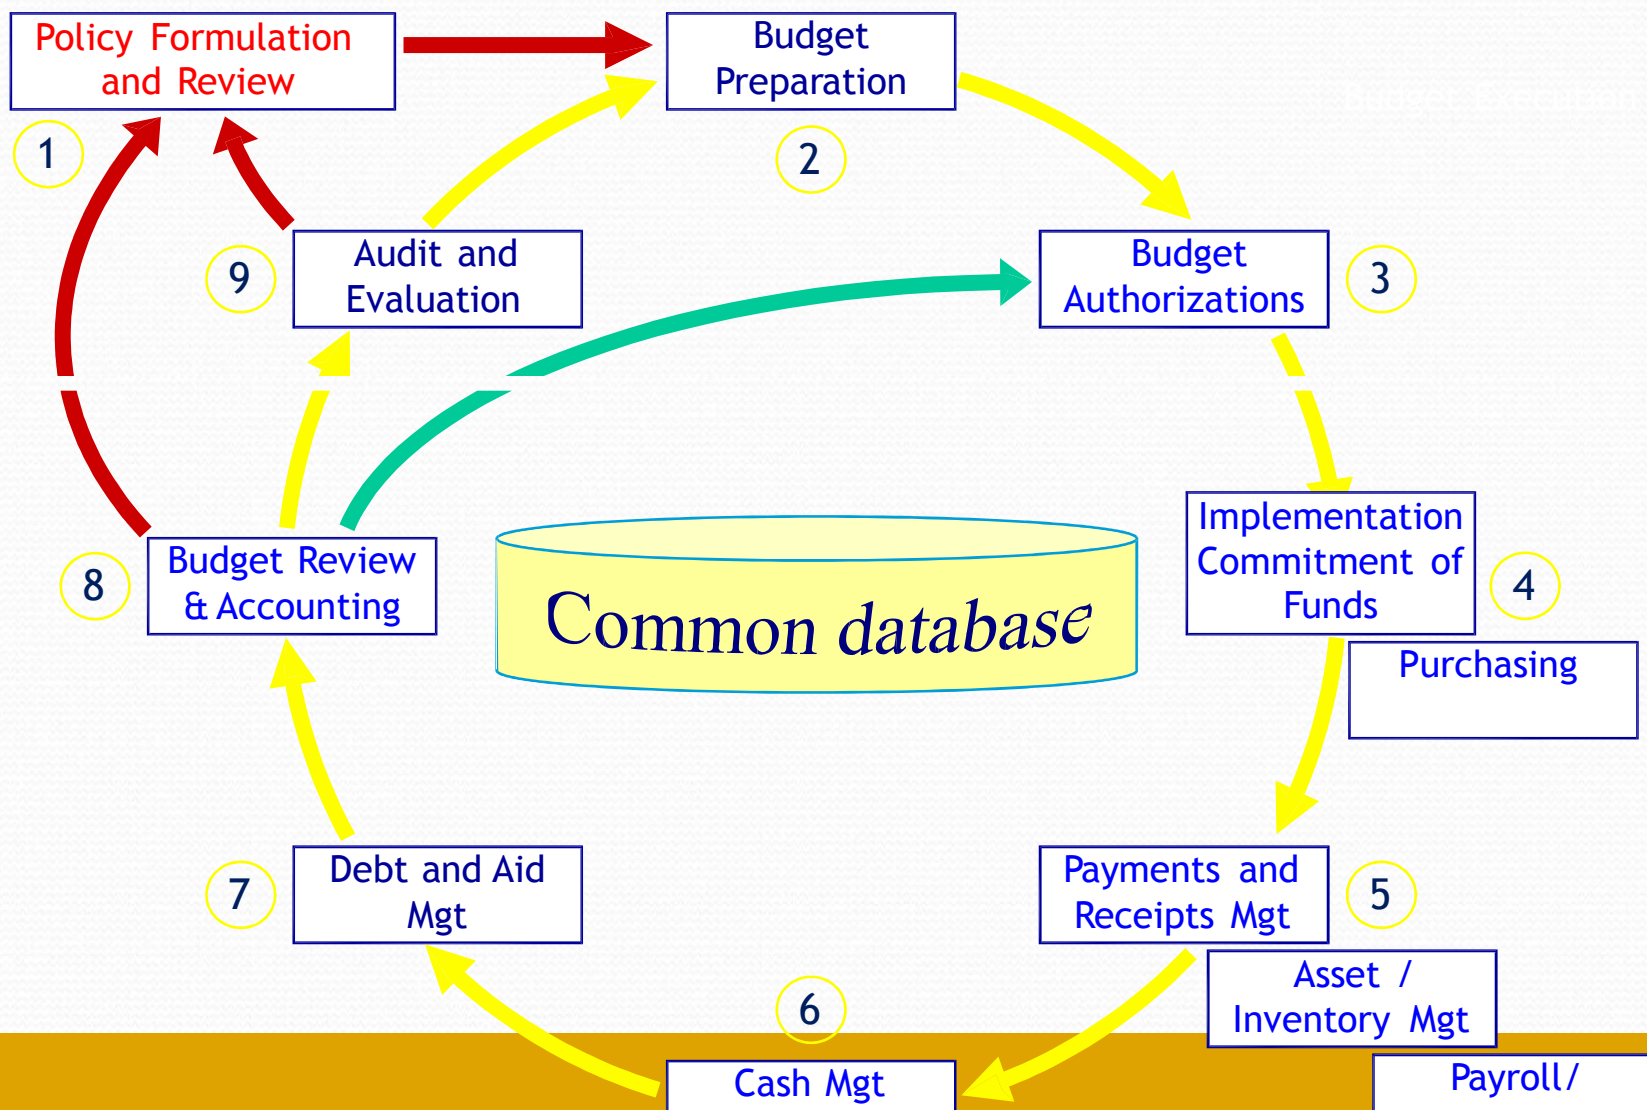 Policy Formulation
and Review
1
Budget
Preparation
2
Audit and
Evaluation
9
Budget
Authorizations
3
Budget Review
& Accounting
8
Common database
Implementation
Commitment of
Funds
4
Purchasing
Debt and Aid
Mgt
7
Payments and
Receipts Mgt
5
Asset /
Inventory Mgt
6
Cash Mgt
Payroll/